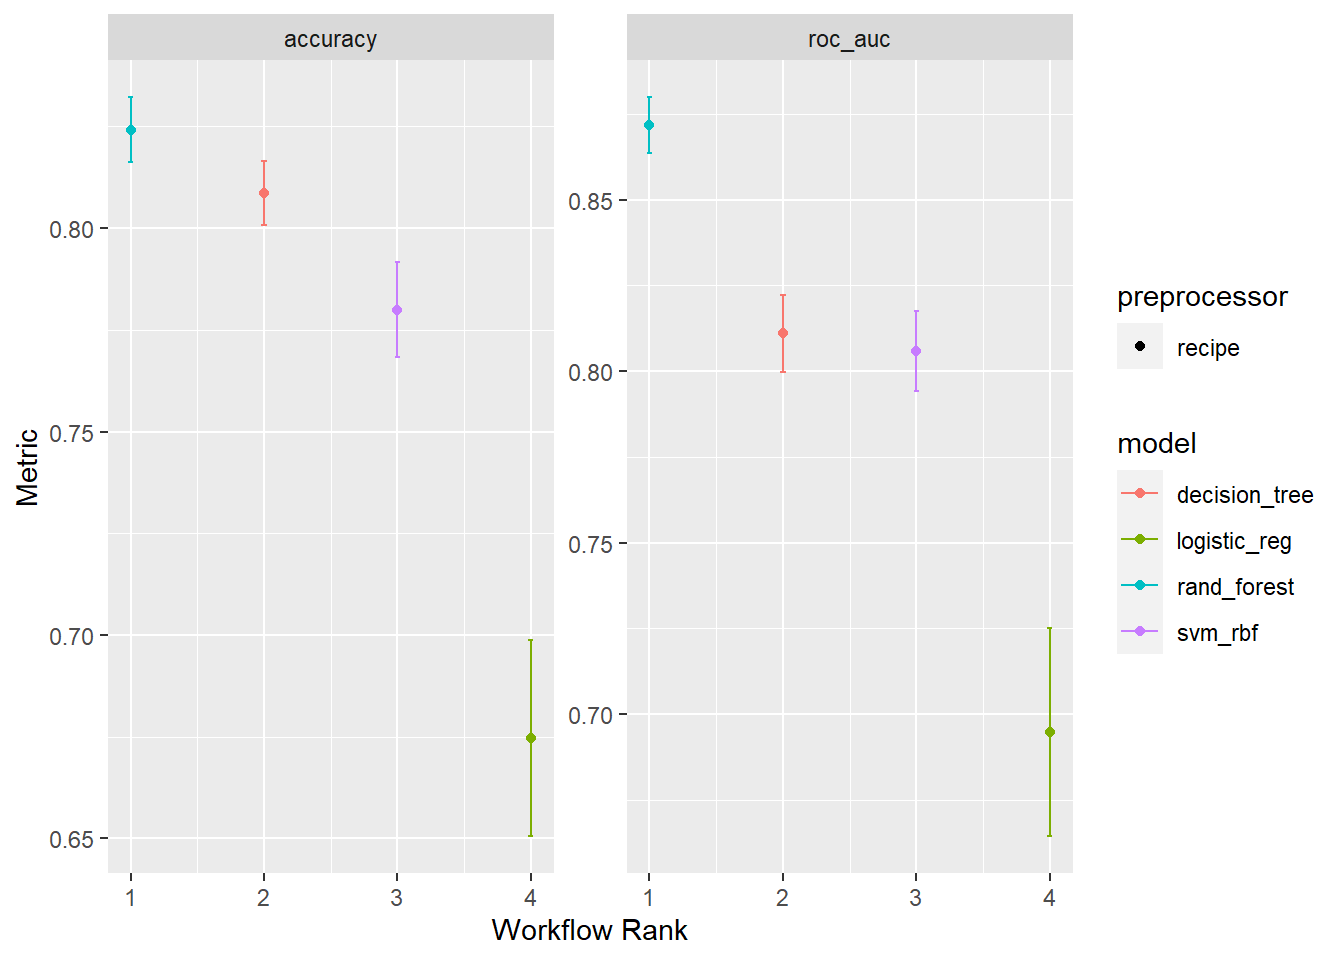 accuracy
roc_auc
0.80
0.75
0.70
0.65
0.85
0.80
0.75
0.70
1 2 3 4
1 2 3 4
Metric
Workflow Rank
preprocessor
recipe
model
decision_tree
logistic_reg
rand_forest
svm_rbf